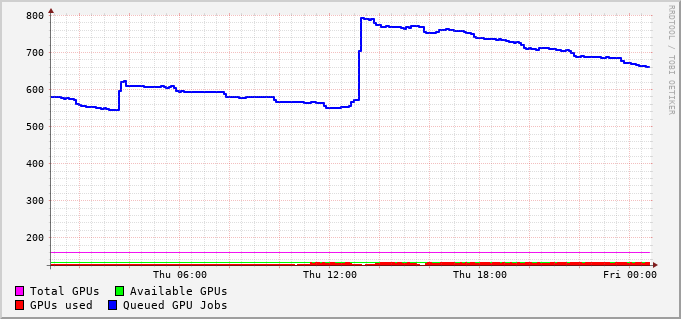 800
700
600
500
400
300
200
Thu 06:00 Thu 12:00 Thu 18:00 Fri 00:00
Total GPUs Available GPUs
GPUs used Queued GPU Jobs
RRDTOOL / TOBI OETIKER